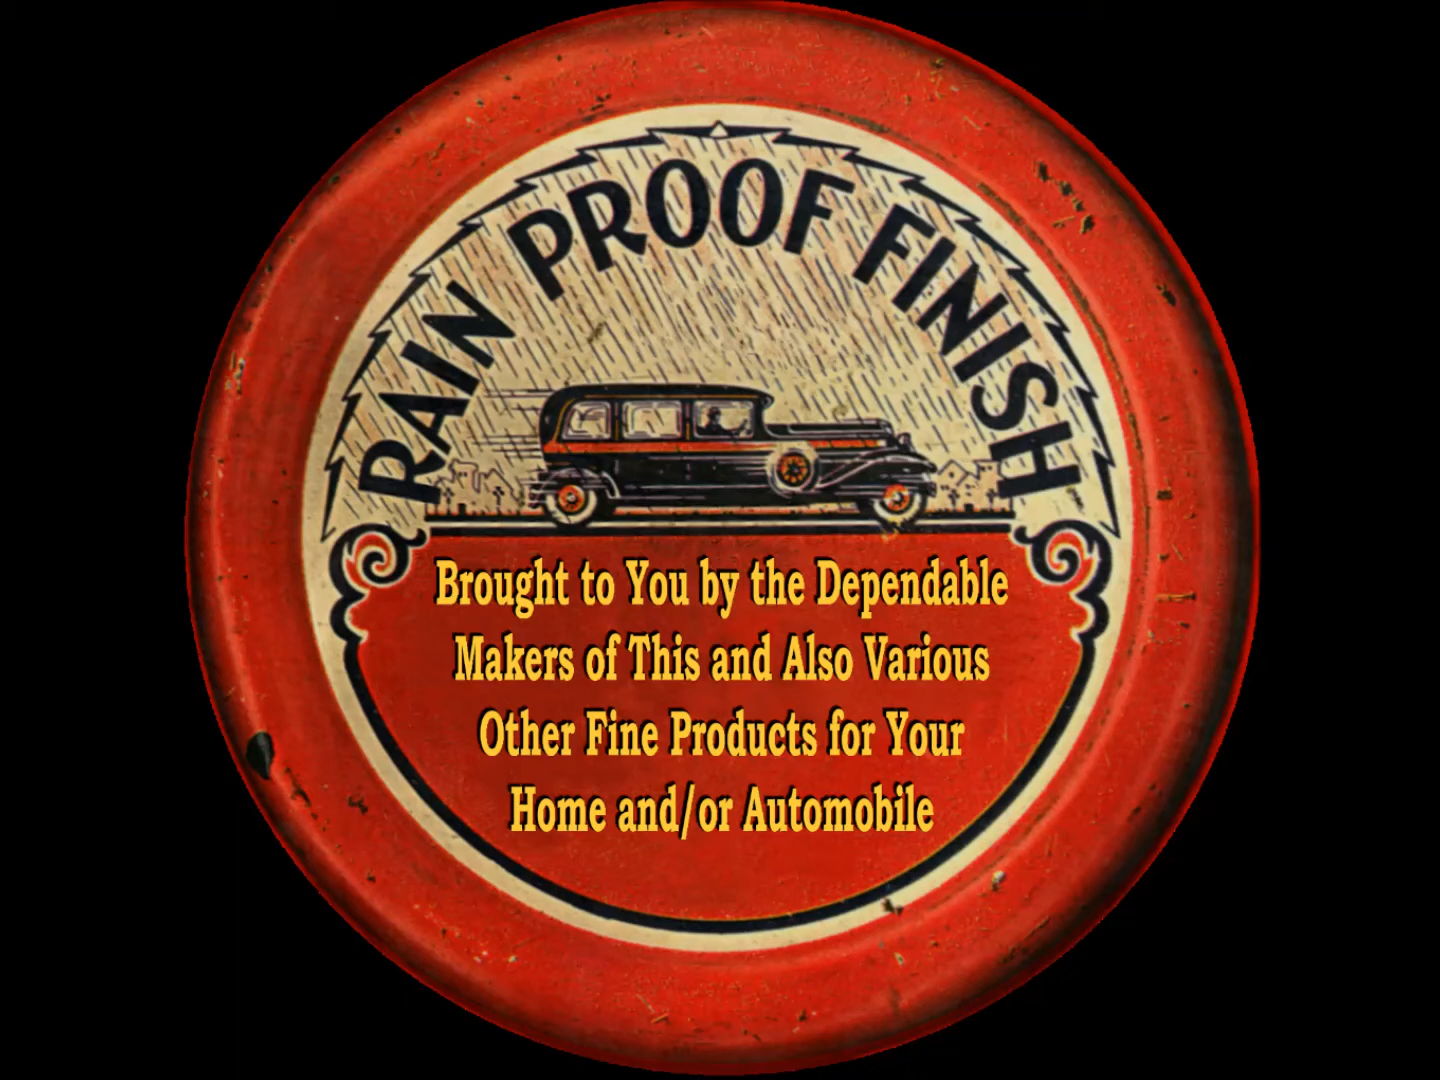 RAIN PROOF FINISH
Brought to You by the Dependable
Makers of This and Also Various
Other Fine Products for Your
Home and/or Automobile